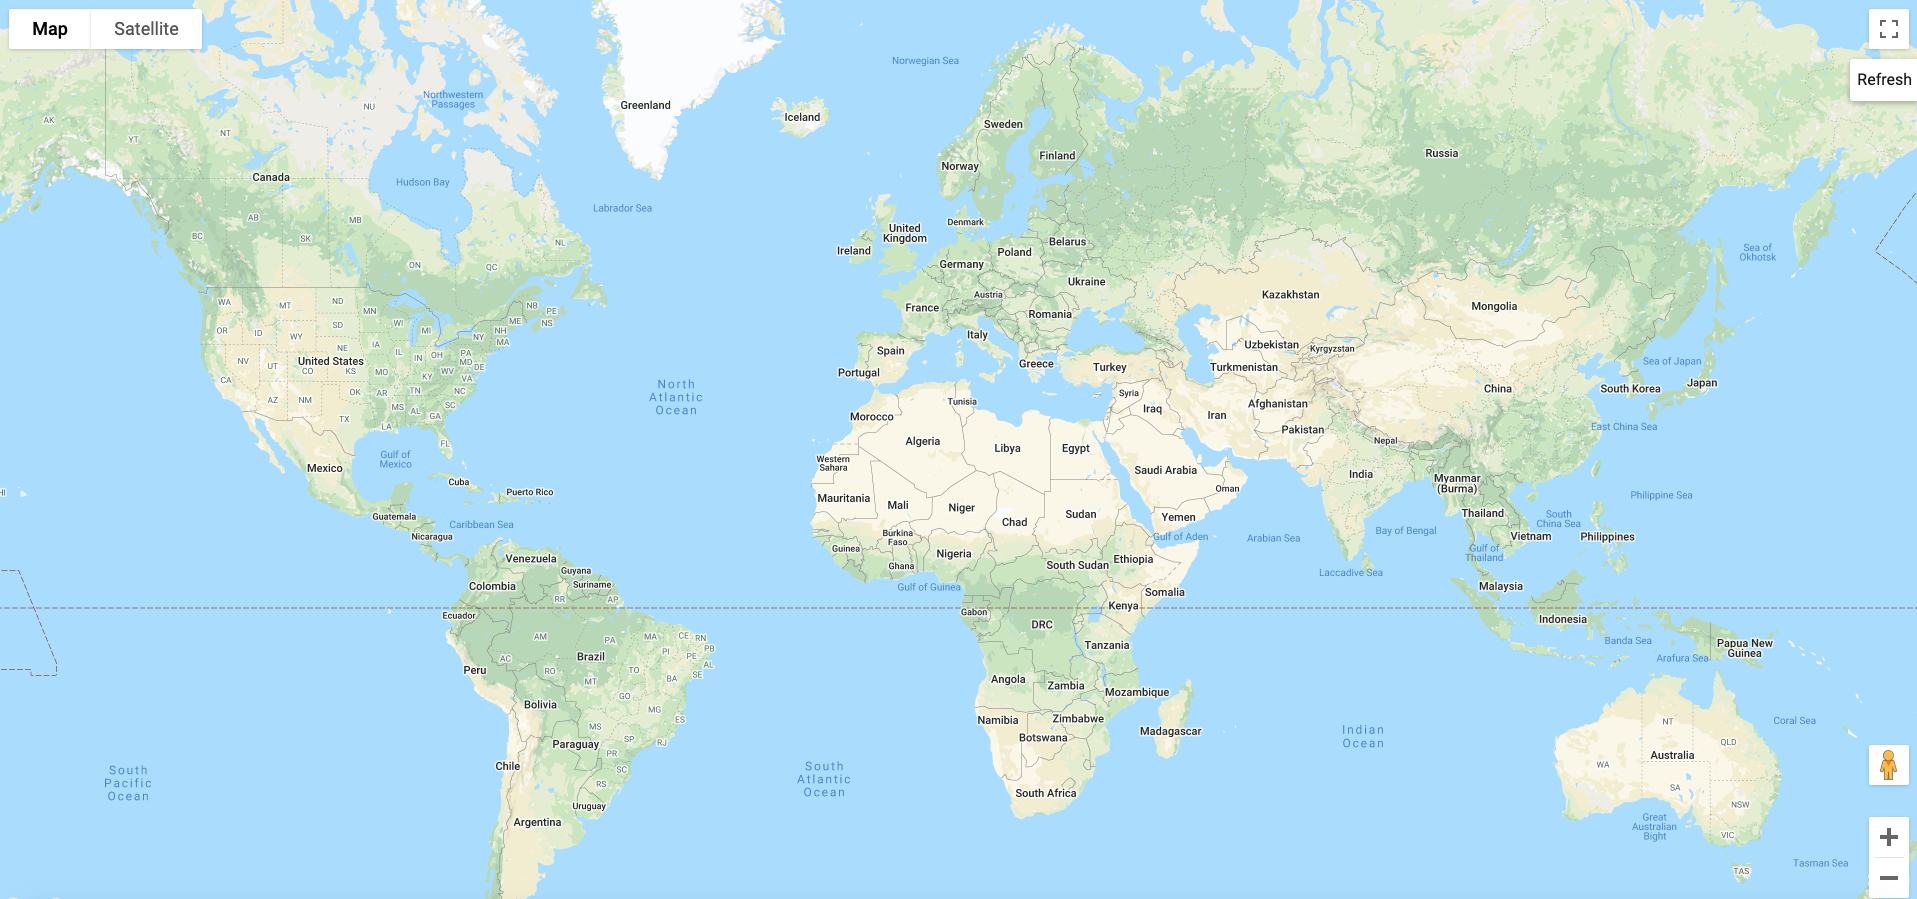 Map
Satellite
Refresh
Greenland
Iceland
Norwegian Sea
Northwestern
Passages
NU
AK
YT
NT
Canada
Hudson Bay
Labrador Sea
AB
MB
BC
SK
NL
ON
QC
Sweden
Finland
Norway
Russia
Denmark
United
Kingdom
Ireland
Belarus
Poland
Germany
Ukraine
Austria
France
Romania
Italy
Spain
Portugal
Greece
Turkey
Kazakhstan
Mongolia
Uzbekistan
Kyrgyzstan
Turkmenistan
Sea of
Okhotsk
Sea of Japan
Japan
South Korea
China
East China Sea
WA
MT
ND
MN
OR
ID
WY
SD
WI
MI
NB
PE
ME
NS
NH
NY
MA
NE
IA
IL
IN
OH
PA
MD
DE
NV
UT
United States
CO
KS
MO
KY
WV
VA
NC
TN
CA
AZ
NM
OK
AR
SC
MS
AL
GA
TX
LA
FL
North
Atlantic
Ocean
Gulf of
Mexico
Mexico
Cuba
Puerto Rico
HI
Guatemala
Caribbean Sea
Nicaragua
Tunisia
Morocco
Algeria
Libya
Egypt
Western
Sahara
Mauritania
Mali
Niger
Chad
Sudan
Burkina
Faso
Guinea
Ghana
Nigeria
South Sudan
Ethiopia
Gulf of Guinea
Somalia
Gabon
Kenya
DRC
Tanzania
Angola
Zambia
Mozambique
Namibia
Zimbabwe
Botswana
Madagascar
South Africa
Syria
Iraq
Iran
Afghanistan
Pakistan
Saudi Arabia
Oman
Yemen
Gulf of Aden
Arabian Sea
Nepal
India
Bay of Bengal
Laccadive Sea
Myanmar
(Burma)
Thailand
Vietnam
Gulf of
Thailand
South
China Sea
Philippines
Philippine Sea
Malaysia
Indonesia
Banda Sea
Arafura Sea
Papua New
Guinea
Venezuela
Guyana
Suriname
Colombia
Ecuador
RR
AP
AM
PA
MA
CE
RN
PI
PB
PE
AL
SE
AC
Brazil
TO
RO
BA
MT
Peru
Bolivia
GO
MG
ES
MS
SP
RJ
Paraguay
PR
SC
RS
Chile
Uruguay
Argentina
South
Pacific
Ocean
South
Atlantic
Ocean
Indian
Ocean
Coral Sea
NT
QLD
Australia
WA
SA
NSW
VIC
Great
Australian
Bight
TAS
Tasman Sea